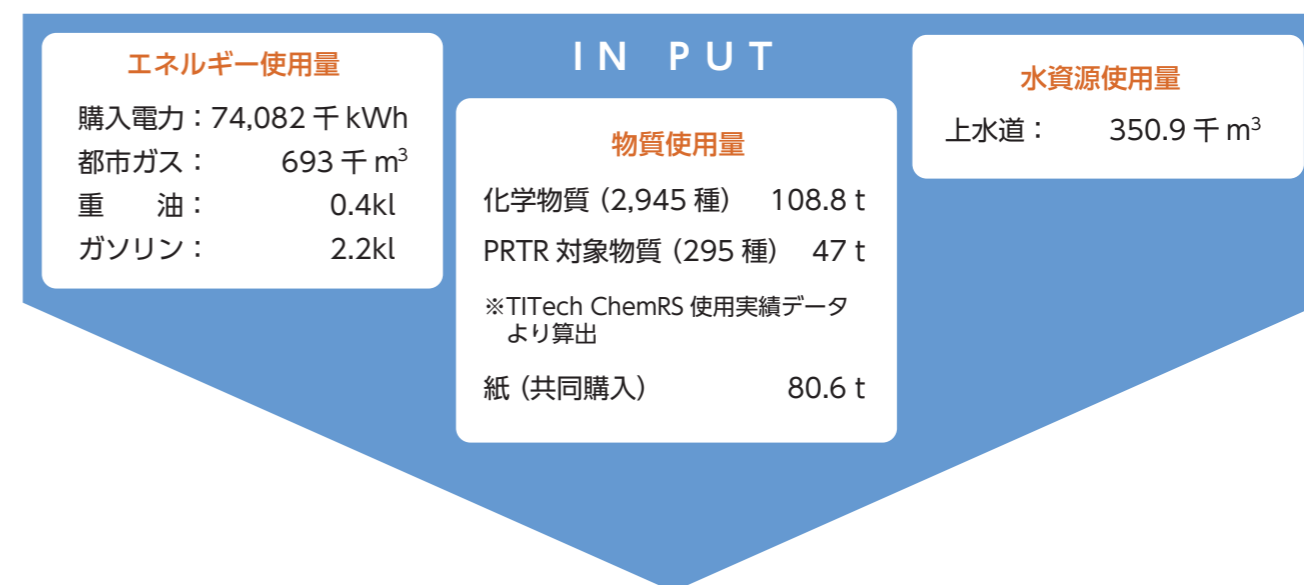 IN PUT
エネルギー使用量
購入電力：74,082 千 kWh
都市ガス： 693 千 m³
重 油： 0.4kl
ガソリン： 2.2kl
物質使用量
化学物質（2,945 種） 108.8 t
PRTR 対象物質（295 種） 47 t
※TITech ChemRS 使用実績データ
より算出
紙（共同購入） 80.6 t
水資源使用量
上水道： 350.9 千 m³